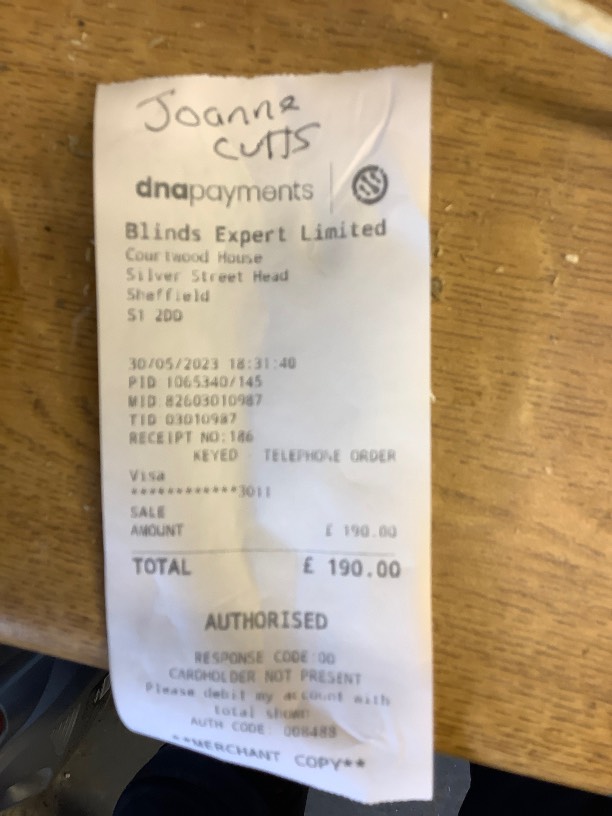 Joanne
Cutts
dnapayments
Blinds Expert Limited
Courtwood House
Silver Street Head
Sheffield
S1 2DD
30/05/2023 18:31:40
PID 1065340/145
MID 82603010987
TID 03010987
RECEIPT NO:186
KEYED TELEPHONE ORDER
Visa
************3011
SALE
AMOUNT £ 190.00
TOTAL £ 190.00
AUTHORISED
RESPONSE CODE:00
CARDHOLDER NOT PRESENT
Please debit my account with
total shown
AUTH CODE: 008488
**MERCHANT COPY**